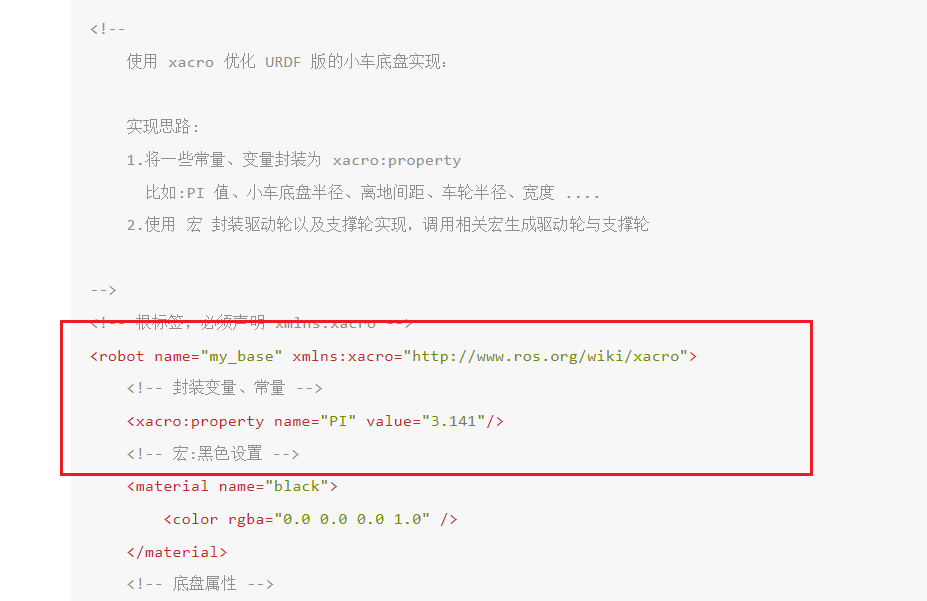 <!--
使用 xacro 优化 URDF 版的小车底盘实现：
实现思路:
1.将一些常量、变量封装为 xacro:property
比如:PI 值、小车底盘半径、离地间距、车轮半径、宽度 ....
2.使用 宏 封装驱动轮以及支撑轮实现，调用相关宏生成驱动轮与支撑轮
-->
<!-- 根标签，必须声明 xmlns:xacro -->
<robot name="my_base" xmlns:xacro="http://www.ros.org/wiki/xacro">
<!-- 封装变量、常量 -->
<xacro:property name="PI" value="3.141"/>
<!-- 宏:黑色设置 -->
<material name="black">
<color rgba="0.0 0.0 0.0 1.0" />
</material>
<!-- 底盘属性 -->